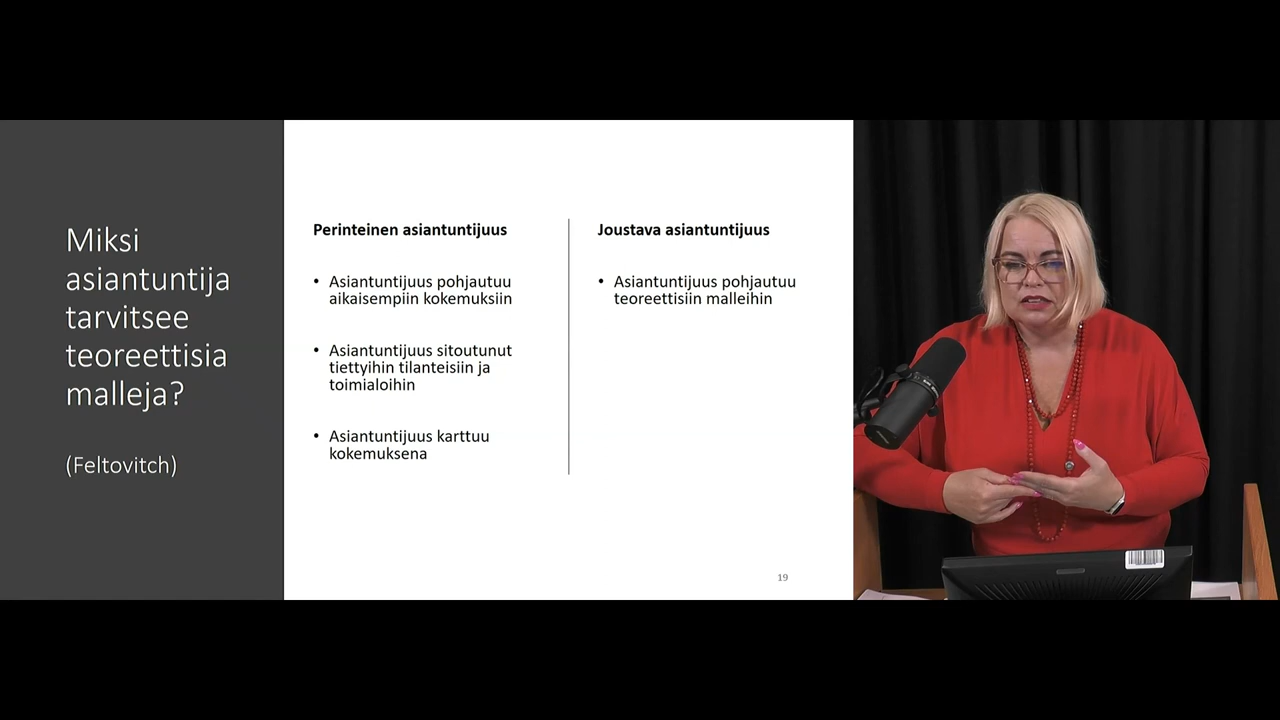 Miksi
asiantuntija
tarvitsee
teoreettisia
malleja?
(Feltovitch)
Perinteinen asiantuntijuus
• Asiantuntijuus pohjautuu
aikaisempiin kokemuksiin
• Asiantuntijuus sitoutunut
tiettyihin tilanteisiin ja
toimialoihin
• Asiantuntijuus karttuu
kokemuksena
Joustava asiantuntijuus
• Asiantuntijuus pohjautuu
teoreettisiin malleihin
19